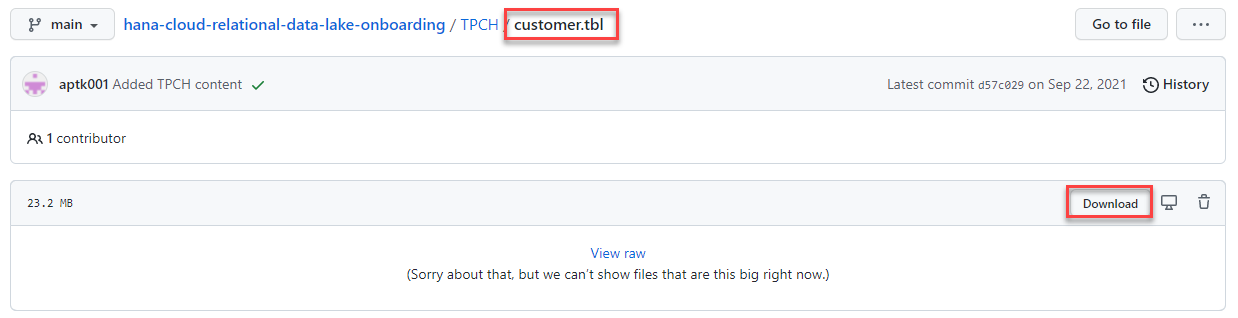 main hana-cloud-relational-data-lake-onboarding / TPCH / customer.tbl Go to file ...
aptk001 Added TPCH content Latest commit d57c029 on Sep 22, 2021 History
1 contributor
23.2 MB Download
View raw
(Sorry about that, but we can’t show files that are this big right now.)